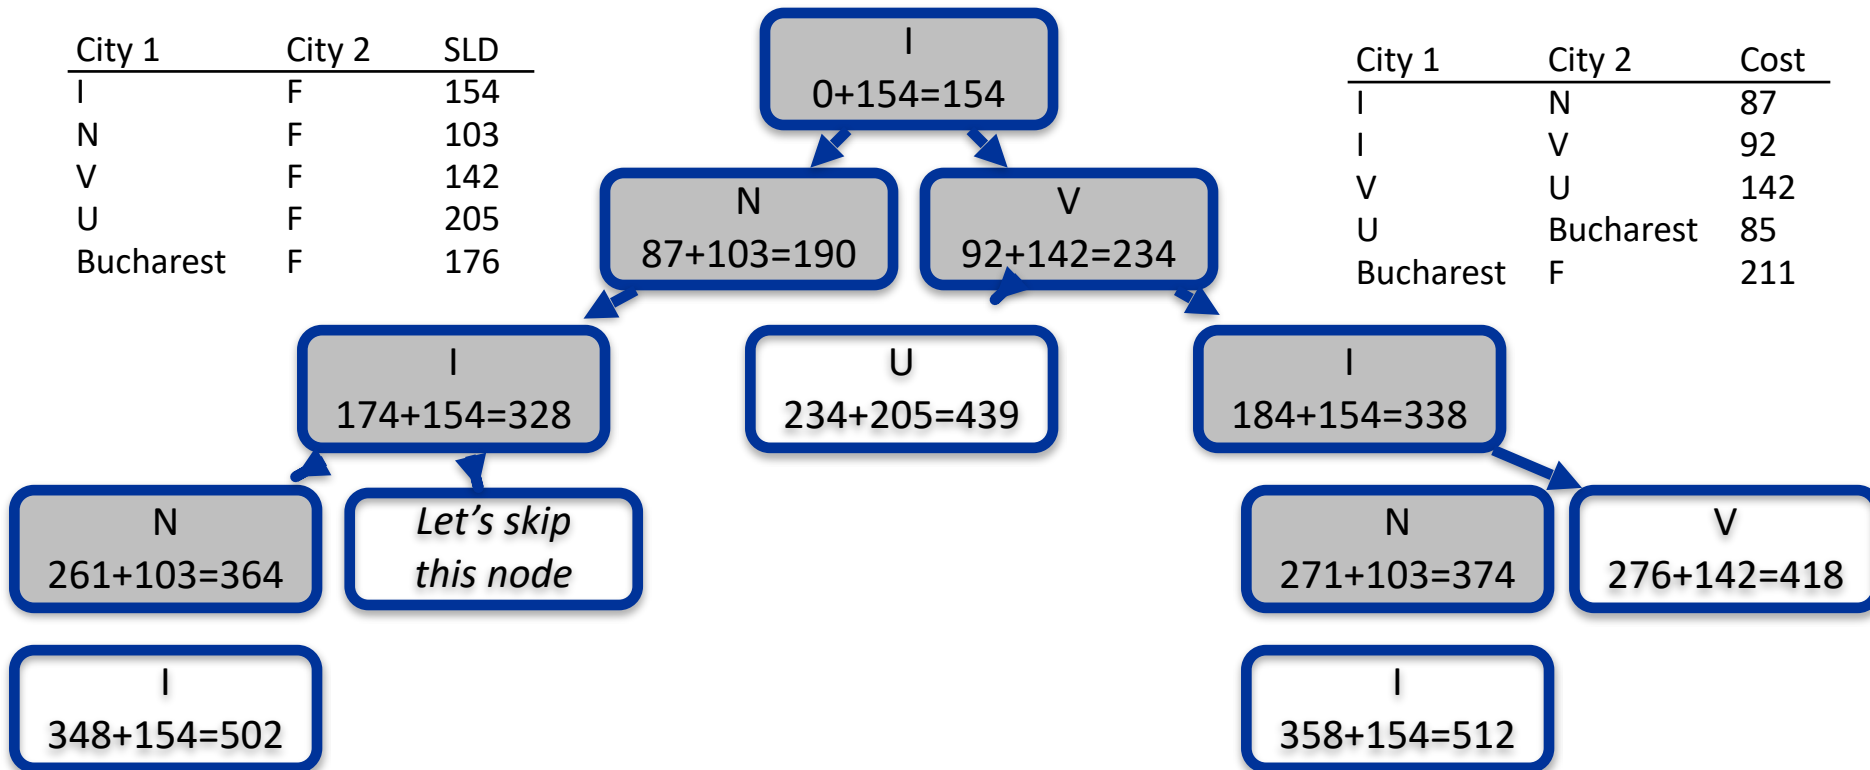 City 1 City 2 SLD
I F 154
N F 103
V F 142
U F 205
Bucharest F 176
I
0+154=154
City 1 City 2 Cost
I N 87
I V 92
V U 142
U Bucharest 85
Bucharest F 211
N
87+103=190
V
92+142=234
I
174+154=328
U
234+205=439
I
184+154=338
N
261+103=364
Let’s skip
this node
N
271+103=374
V
276+142=418
I
348+154=502
I
358+154=512